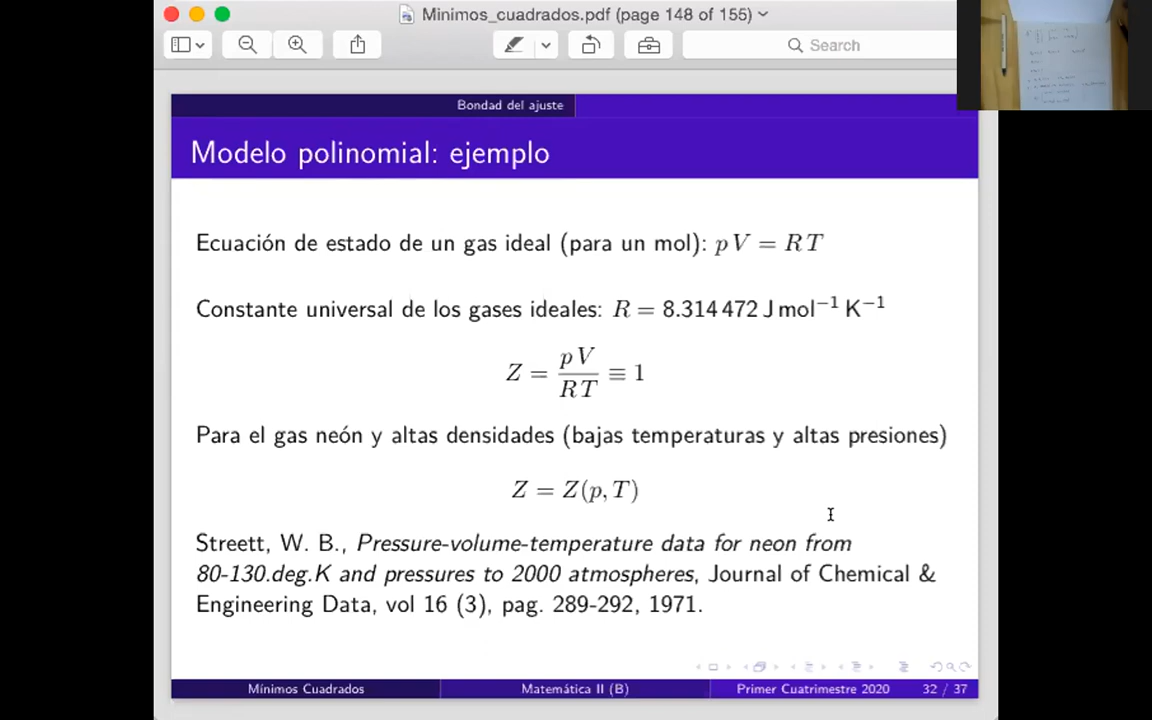 Minimos_cuadrados.pdf (page 148 of 155)
Search
Bondad del ajuste
Modelo polinomial: ejemplo
Ecuación de estado de un gas ideal (para un mol): p V = R T
Constante universal de los gases ideales: R = 8.314 472 J mol⁻¹ K⁻¹
Z = p V / R T ≡ 1
Para el gas neón y altas densidades (bajas temperaturas y altas presiones)
Z = Z(p, T)
Streett, W. B., Pressure-volume-temperature data for neon from
80-130.deg.K and pressures to 2000 atmospheres, Journal of Chemical &
Engineering Data, vol 16 (3), pag. 289-292, 1971.
Mínimos Cuadrados Matemática II (B) Primer Cuatrimestre 2020 32 / 37